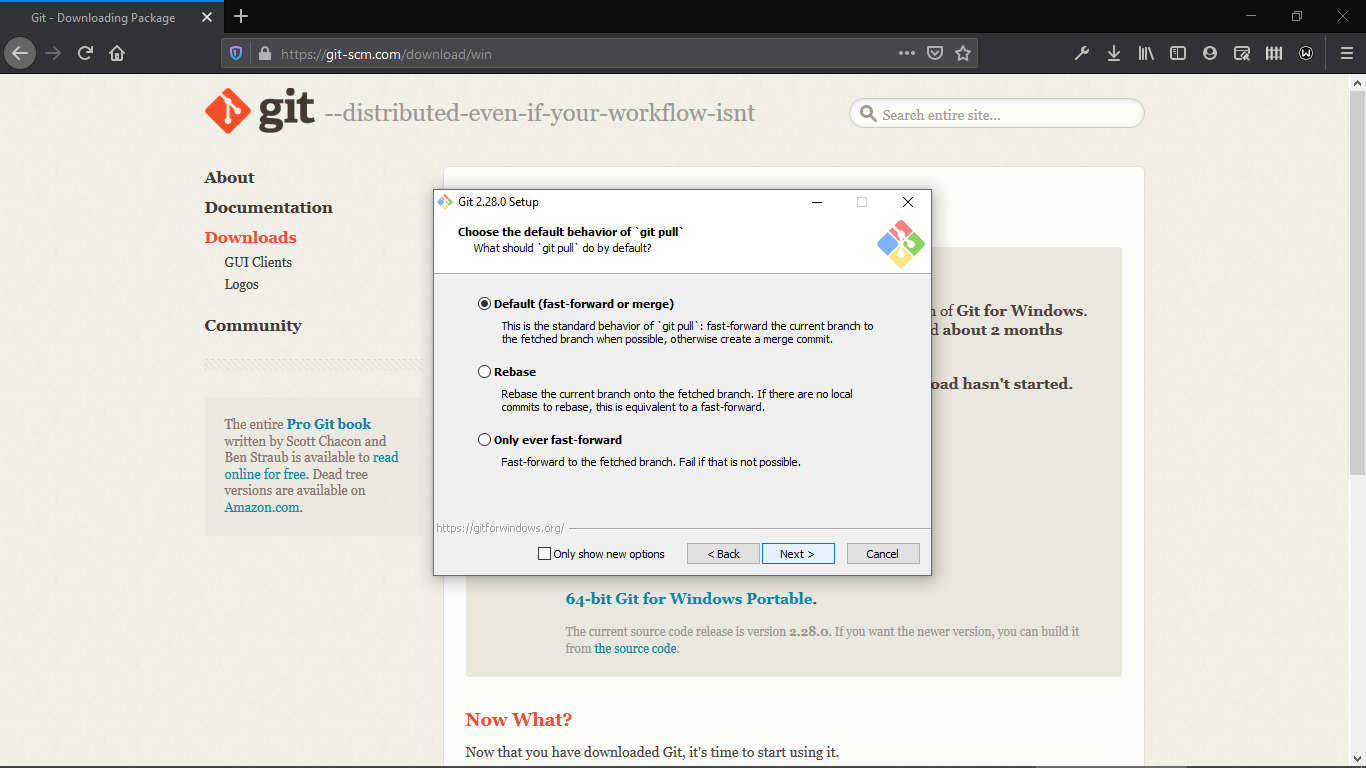 Git - Downloading Package
https://git-scm.com/download/win
git --distributed-even-if-your-workflow-isnt
Search entire site...
About
Documentation
Downloads
GUI Clients
Logos
Community
The entire Pro Git book
written by Scott Chacon and
Ben Straub is available to read
online for free. Dead tree
versions are available on
Amazon.com.
Git 2.28.0 Setup
Choose the default behavior of `git pull`
What should `git pull` do by default?
Default (fast-forward or merge)
This is the standard behavior of `git pull`: fast-forward the current branch to
the fetched branch when possible, otherwise create a merge commit.
Rebase
Rebase the current branch onto the fetched branch. If there are no local
commits to rebase, this is equivalent to a fast-forward.
Only ever fast-forward
Fast-forward to the fetched branch. Fail if that is not possible.
https://gitforwindows.org/
Only show new options
< Back
Next >
Cancel
of Git for Windows.
about 2 months
hasn't started.
64-bit Git for Windows Portable.
The current source code release is version 2.28.0. If you want the newer version, you can build it
from the source code.
Now What?
Now that you have downloaded Git, it's time to start using it.